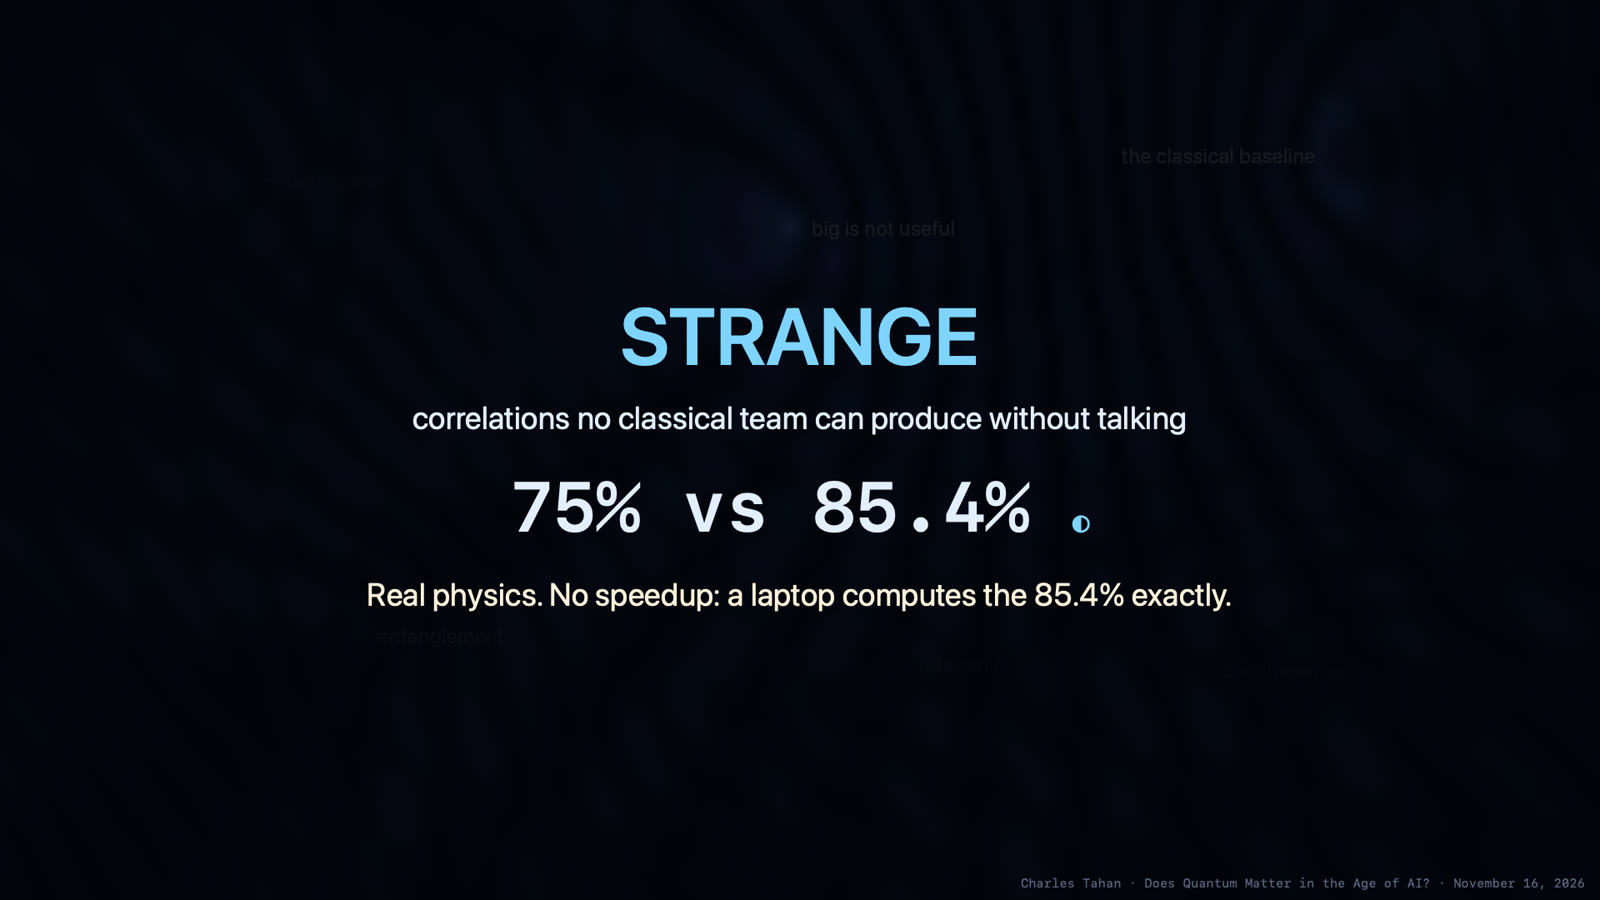 the classical baseline
big is not useful
STRANGE
correlations no classical team can produce without talking
75% vs 85.4%
Real physics. No speedup: a laptop computes the 85.4% exactly.
entanglement
Charles Tahan · Does Quantum Matter in the Age of AI? · November 16, 2026